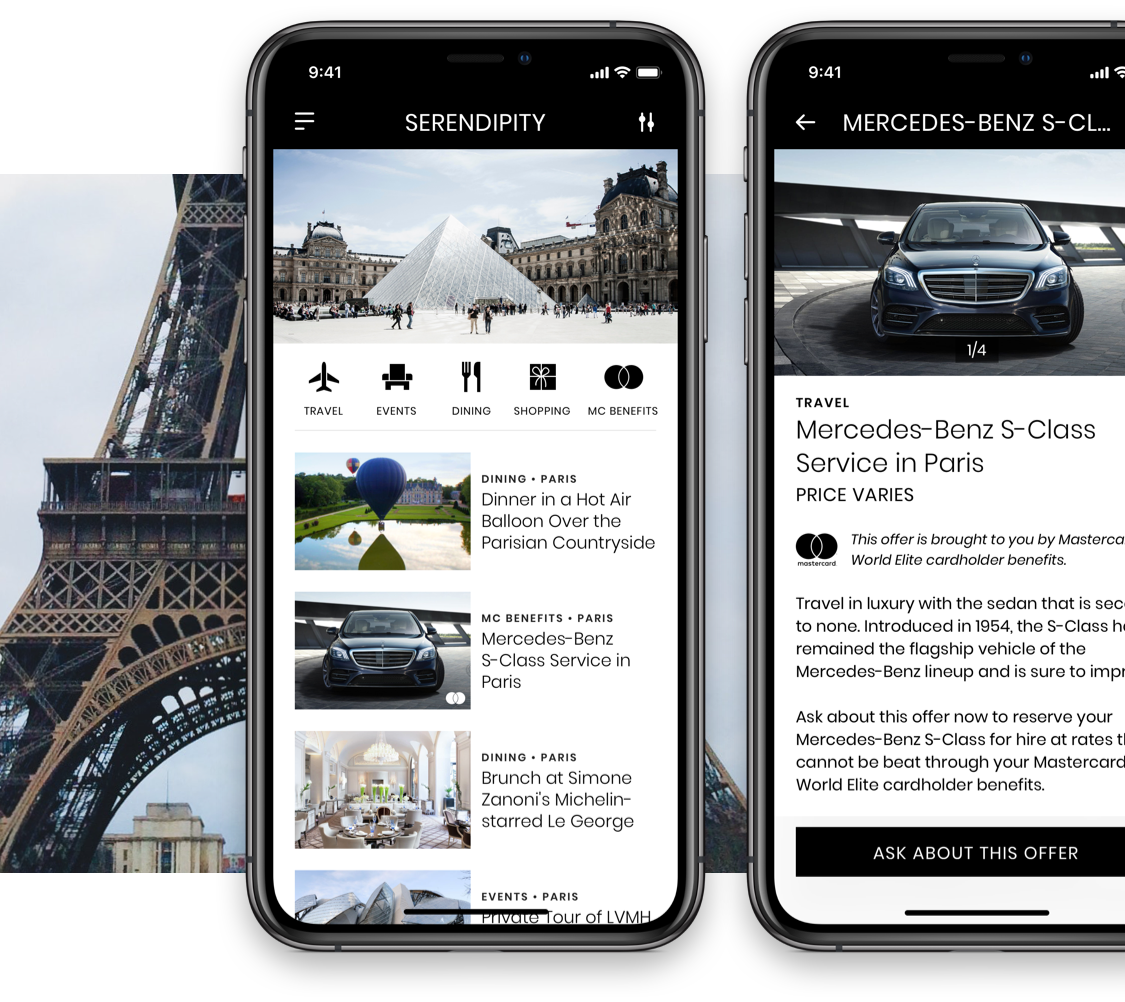 9:41
SERENDIPITY
TRAVEL
EVENTS
DINING
SHOPPING
MC BENEFITS
DINING • PARIS
Dinner in a Hot Air
Balloon Over the
Parisian Countryside
MC BENEFITS • PARIS
Mercedes-Benz
S-Class Service in
Paris
DINING • PARIS
Brunch at Simone
Zanoni's Michelin-
starred Le George
EVENTS • PARIS
Private Tour of LVMH
9:41
MERCEDES-BENZ S-CL...
1/4
TRAVEL
Mercedes-Benz S-Class
Service in Paris
PRICE VARIES
mastercard
This offer is brought to you by Masterca
World Elite cardholder benefits.
Travel in luxury with the sedan that is sec
to none. Introduced in 1954, the S-Class h
remained the flagship vehicle of the
Mercedes-Benz lineup and is sure to impr
Ask about this offer now to reserve your
Mercedes-Benz S-Class for hire at rates t
cannot be beat through your Mastercard
World Elite cardholder benefits.
ASK ABOUT THIS OFFER